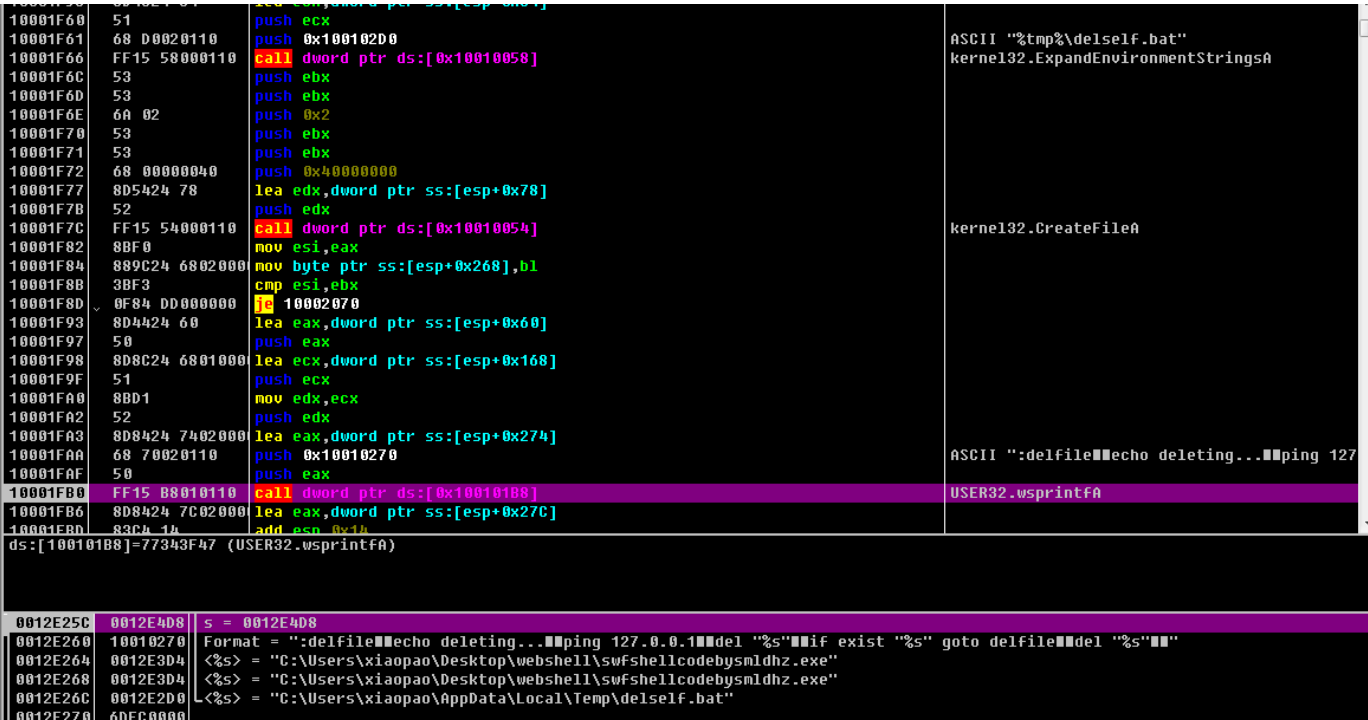 10001F60 51 push ecx
10001F61 68 D0020110 push 0x100102D0 ASCII "%tmp%\delself.bat"
10001F66 FF15 58000110 call dword ptr ds:[0x10010058] kernel32.ExpandEnvironmentStringsA
10001F6C 53 push ebx
10001F6D 53 push ebx
10001F6E 6A 02 push 0x2
10001F70 53 push ebx
10001F71 53 push ebx
10001F72 68 00000040 push 0x40000000
10001F77 8D5424 78 lea edx,dword ptr ss:[esp+0x78]
10001F7B 52 push edx
10001F7C FF15 54000110 call dword ptr ds:[0x10010054] kernel32.CreateFileA
10001F82 8BF0 mov esi,eax
10001F84 889C24 6802000 mov byte ptr ss:[esp+0x268],bl
10001F8B 3BF3 cmp esi,ebx
10001F8D 0F84 DD000000 je 10002070
10001F93 8D4424 60 lea eax,dword ptr ss:[esp+0x60]
10001F97 50 push eax
10001F98 8D8C24 6801000 lea ecx,dword ptr ss:[esp+0x168]
10001F9F 51 push ecx
10001FA0 8BD1 mov edx,ecx
10001FA2 52 push edx
10001FA3 8D8424 7402000 lea eax,dword ptr ss:[esp+0x274]
10001FAA 68 70020110 push 0x10010270 ASCII ":delfile■■echo deleting...■■ping 127
10001FAF 50 push eax
10001FB0 FF15 B8010110 call dword ptr ds:[0x100101B8] USER32.wsprintfA
10001FB6 8D8424 7C02000 lea eax,dword ptr ss:[esp+0x27C]
10001FBD 83C4 14 add esp 0x14
ds:[100101B8]=77343F47 (USER32.wsprintfA)
0012E25C 0012E4D8 s = 0012E4D8
0012E260 10010270 Format = ":delfile■■echo deleting...■■ping 127.0.0.1■■del "%s"■■if exist "%s" goto delfile■■del "%s"■■"
0012E264 0012E3D4 <%s> = "C:\Users\xiaopao\Desktop\webshell\swfshellcodebysmldhz.exe"
0012E268 0012E3D4 <%s> = "C:\Users\xiaopao\Desktop\webshell\swfshellcodebysmldhz.exe"
0012E26C 0012E2D0 <%s> = "C:\Users\xiaopao\AppData\Local\Temp\delself.bat"
0012E270 6DEC0000